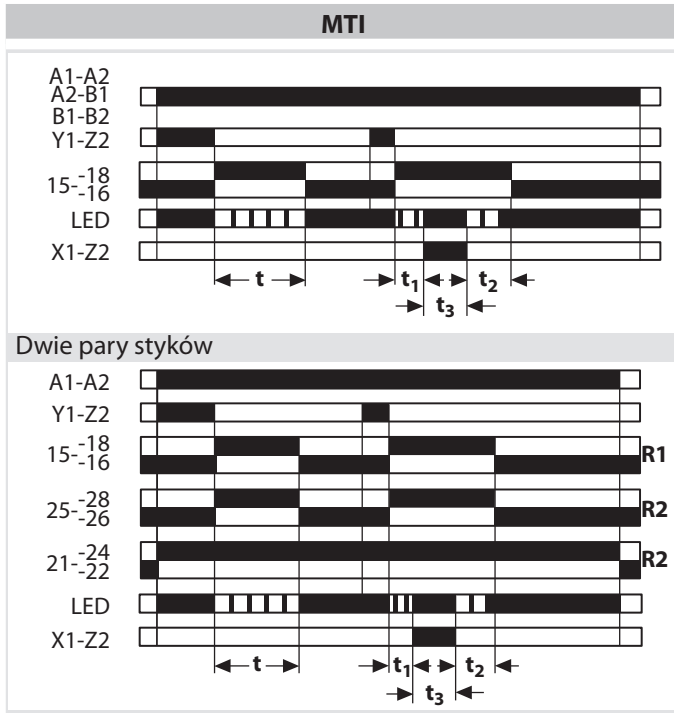 MTI
A1-A2
A2-B1
B1-B2
Y1-Z2
15- -18
-16
LED
X1-Z2
t t1 t2
t3
Dwie pary styków
A1-A2
Y1-Z2
15- -18
-16 R1
25- -28
-26 R2
21- -24
-22 R2
LED
X1-Z2
t t1 t2
t3